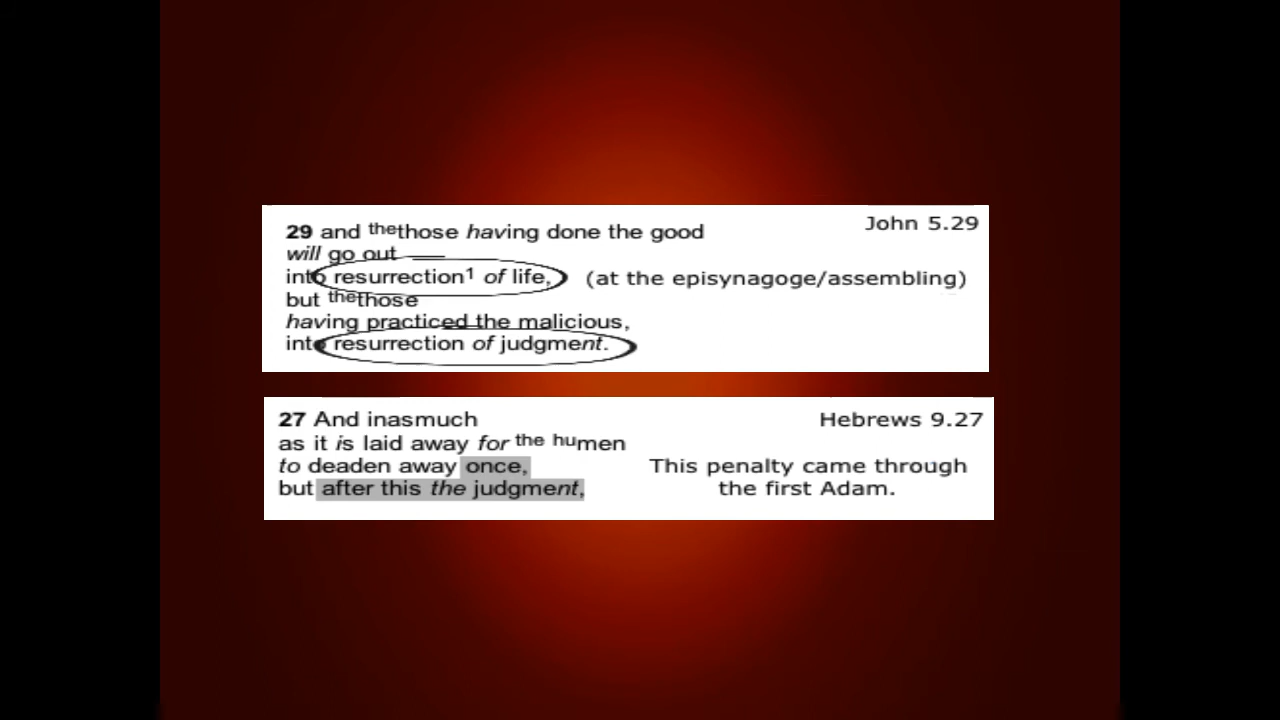 John 5.29
29 and thethose having done the good
will go out
into resurrection1 of life, (at the episynagoge/assembling)
but thethose
having practiced the malicious,
into resurrection of judgment.
27 And inasmuch Hebrews 9.27
as it is laid away for the humen
to deaden away once, This penalty came through
but after this the judgment, the first Adam.